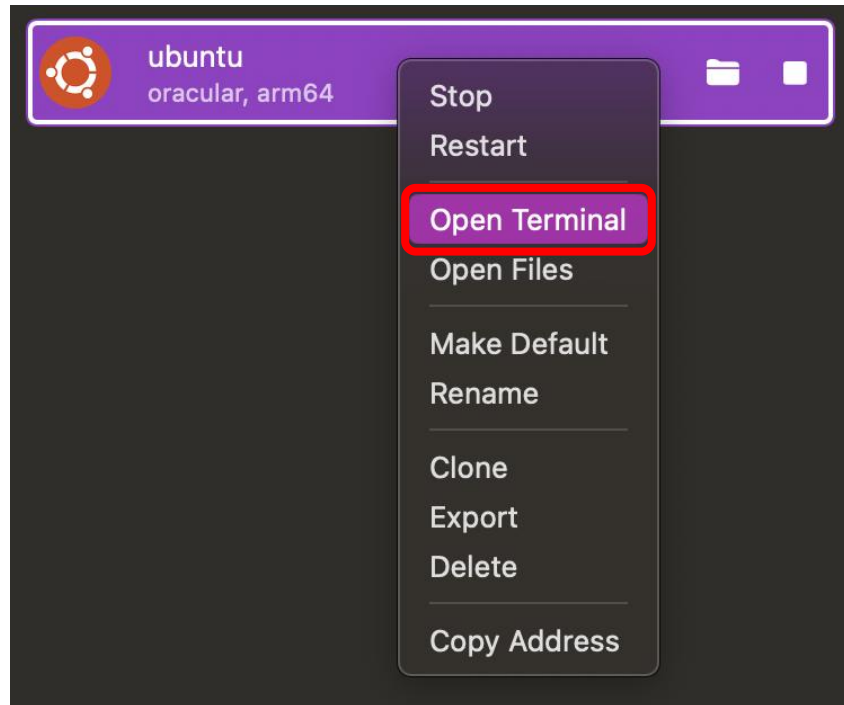 ubuntu
oracular, arm64
Stop
Restart
Open Terminal
Open Files
Make Default
Rename
Clone
Export
Delete
Copy Address